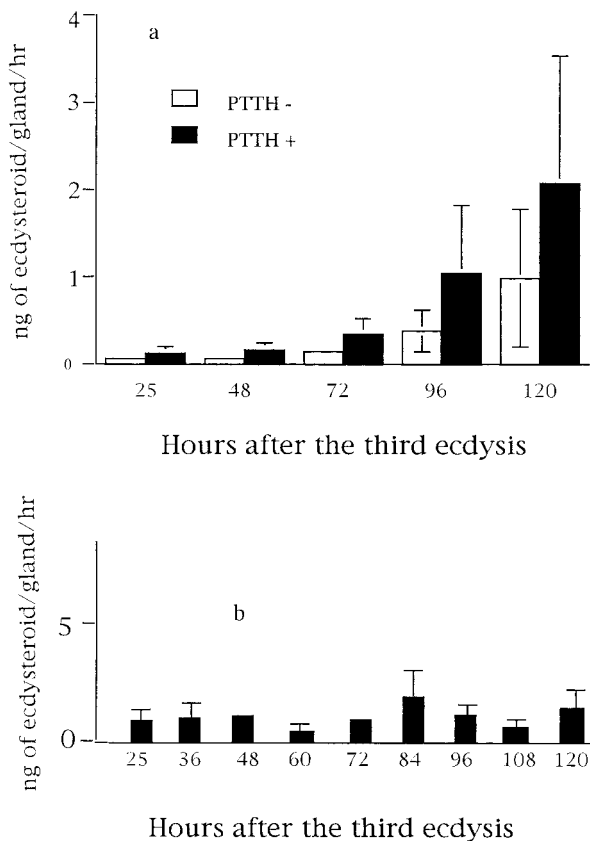 4
a
3
PTTH -
PTTH +
2
1
0
ng of ecdysteroid/gland/hr
25 48 72 96 120
Hours after the third ecdysis
ng of ecdysteroid/gland/hr
5
b
0
25 36 48 60 72 84 96 108 120
Hours after the third ecdysis